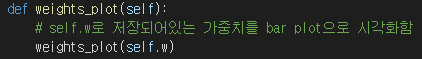 def weights_plot(self):
# self.w로 저장되어있는 가중치를 bar plot으로 시각화함
weights_plot(self.w)